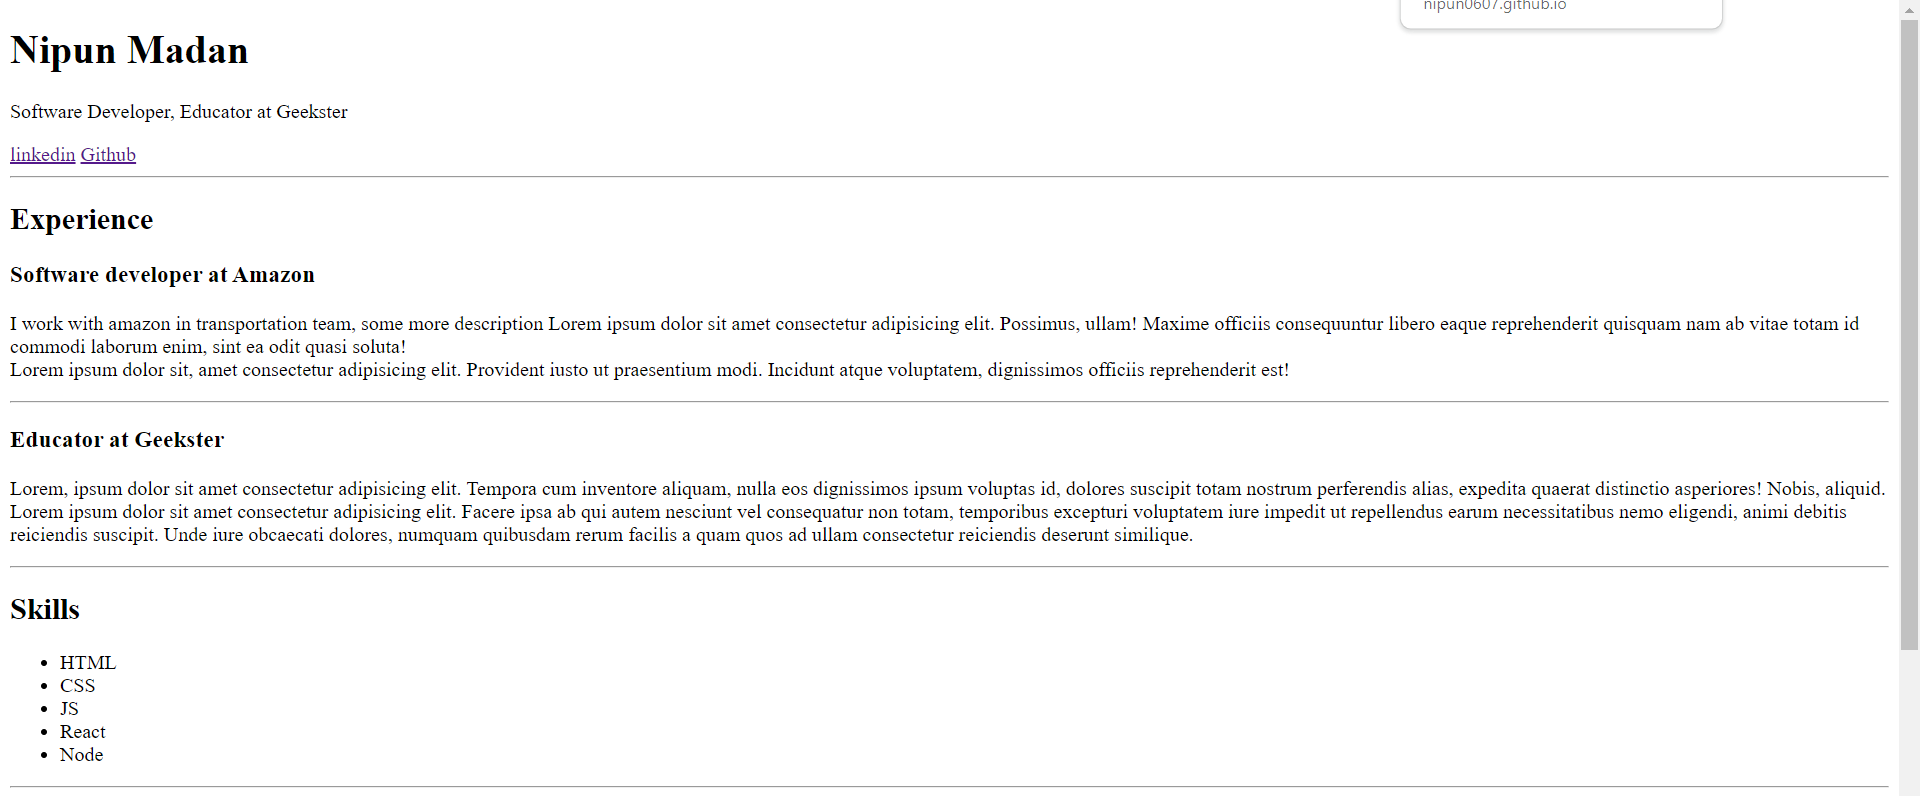 nipun0607.github.io
Nipun Madan
Software Developer, Educator at Geekster
linkedin Github
Experience
Software developer at Amazon
I work with amazon in transportation team, some more description Lorem ipsum dolor sit amet consectetur adipisicing elit. Possimus, ullam! Maxime officiis consequuntur libero eaque reprehenderit quisquam nam ab vitae totam id
commodi laborum enim, sint ea odit quasi soluta!
Lorem ipsum dolor sit, amet consectetur adipisicing elit. Provident iusto ut praesentium modi. Incidunt atque voluptatem, dignissimos officiis reprehenderit est!
Educator at Geekster
Lorem, ipsum dolor sit amet consectetur adipisicing elit. Tempora cum inventore aliquam, nulla eos dignissimos ipsum voluptas id, dolores suscipit totam nostrum perferendis alias, expedita quaerat distinctio asperiores! Nobis, aliquid.
Lorem ipsum dolor sit amet consectetur adipisicing elit. Facere ipsa ab qui autem nesciunt vel consequatur non totam, temporibus excepturi voluptatem iure impedit ut repellendus earum necessitatibus nemo eligendi, animi debitis
reiciendis suscipit. Unde iure obcaecati dolores, numquam quibusdam rerum facilis a quam quos ad ullam consectetur reiciendis deserunt similique.
Skills
• HTML
• CSS
• JS
• React
• Node